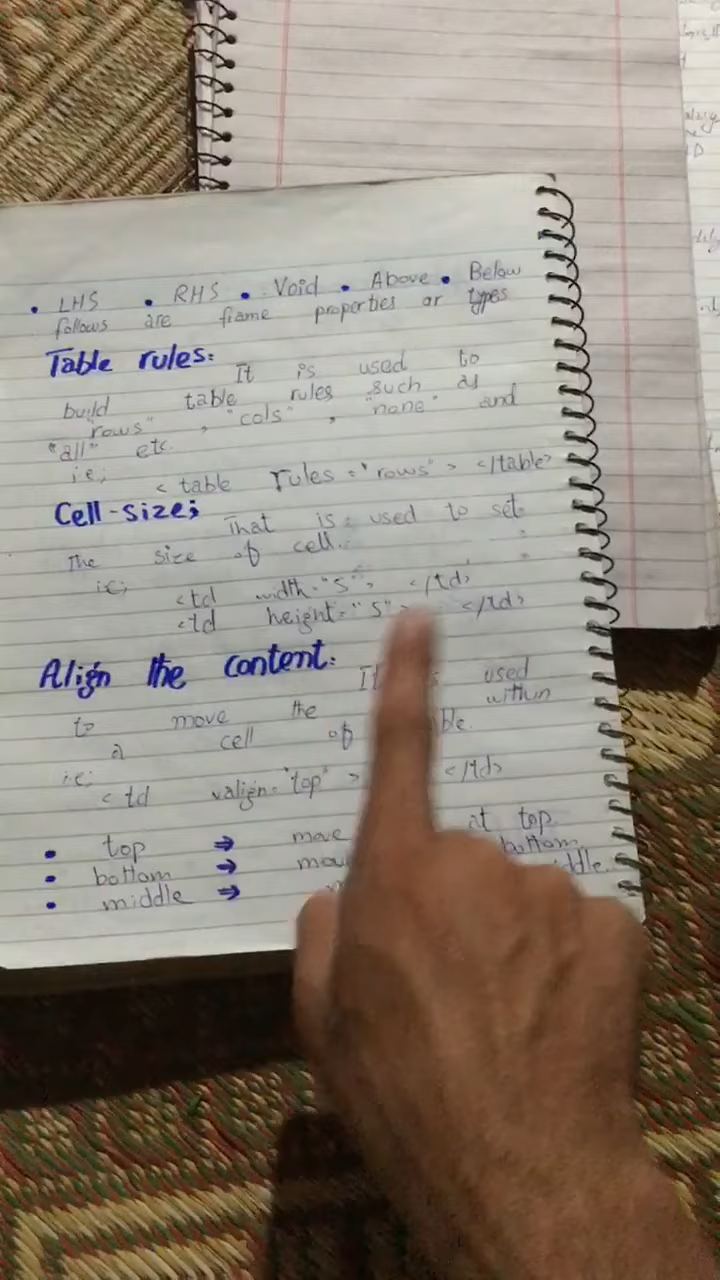 • LHS • RHS • Void • Above • Below
follows are frame properties or types
Table rules:
It is used to
build table rules such as
"rows", "cols", "none" and
"all" etc.
i.e; <table rules="rows"> </table>
Cell-size;
That is used to set
The size of cell.
i.e; <td width="5"> </td>
<td height="5"> </td>
Align the content:
used
to move the within
a cell of
i.e;
<td valign="top"> </td>
• top ⇒ move at top
• bottom ⇒ bottom
• middle ⇒